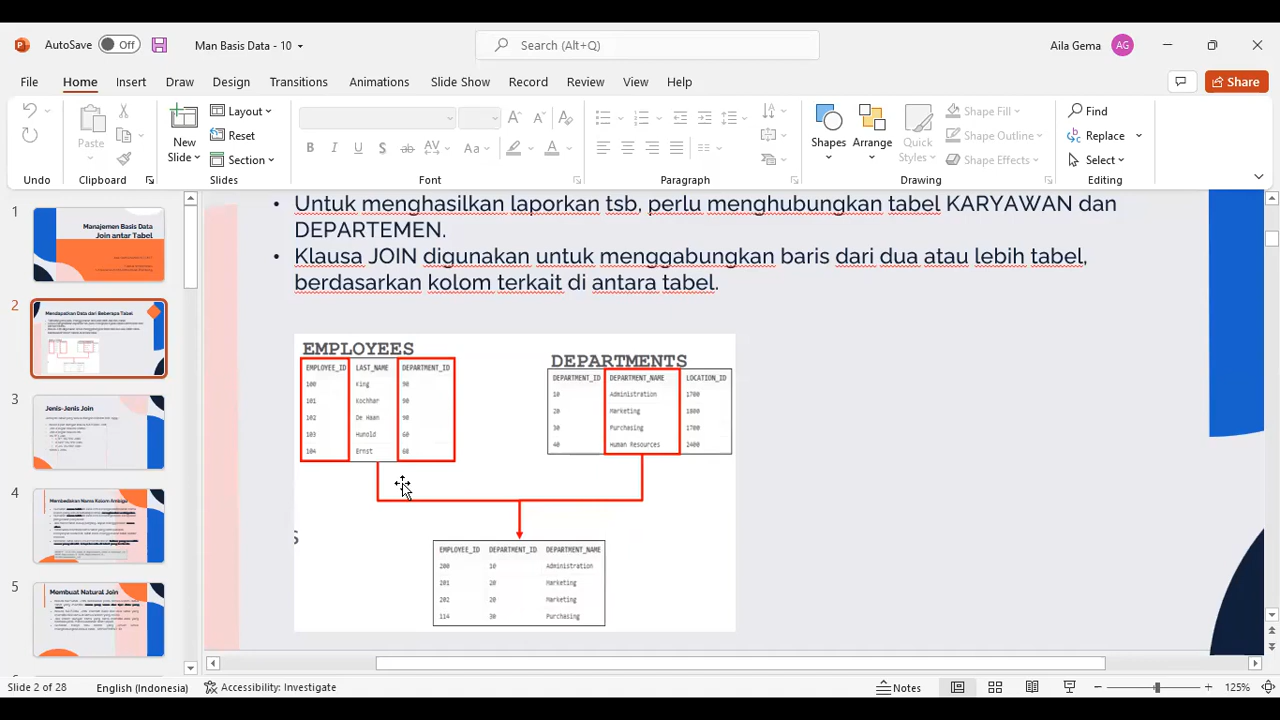 AutoSave Off Man Basis Data - 10 Search (Alt+Q) Aila Gema AG
File Home Insert Draw Design Transitions Animations Slide Show Record Review View Help Share
Paste New Slide Layout Reset Section Shapes Arrange Quick Styles Shape Fill Shape Outline Shape Effects Find Replace Select
Undo Clipboard Slides Font Paragraph Drawing Editing
1
Manajemen Basis Data
Join antar Tabel
2
Mendapatkan Data dari Beberapa Tabel
3
Jenis-Jenis Join
4
Membedakan Nama Kolom Ambigu
5
Membuat Natural Join
• Untuk menghasilkan laporan tsb, perlu menghubungkan tabel KARYAWAN dan
DEPARTEMEN.
• Klausa JOIN digunakan untuk menggabungkan baris dari dua atau lebih tabel,
berdasarkan kolom terkait di antara tabel.
EMPLOYEES
EMPLOYEE_ID LAST_NAME DEPARTMENT_ID
100 King 90
101 Kochhar 90
102 De Haan 90
103 Hunold 60
104 Ernst 60
DEPARTMENTS
DEPARTMENT_ID DEPARTMENT_NAME LOCATION_ID
10 Administration 1700
20 Marketing 1800
30 Purchasing 1700
40 Human Resources 2400
S
EMPLOYEE_ID DEPARTMENT_ID DEPARTMENT_NAME
200 10 Administration
201 20 Marketing
202 20 Marketing
114 30 Purchasing
Slide 2 of 28 English (Indonesia) Accessibility: Investigate Notes 125%